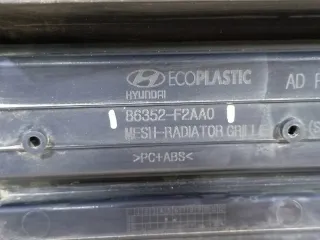 ECOPLASTIC
HYUNDAI
AD
86352-F2AA0
MESH-RADIATOR GRILLE
>PC+ABS<